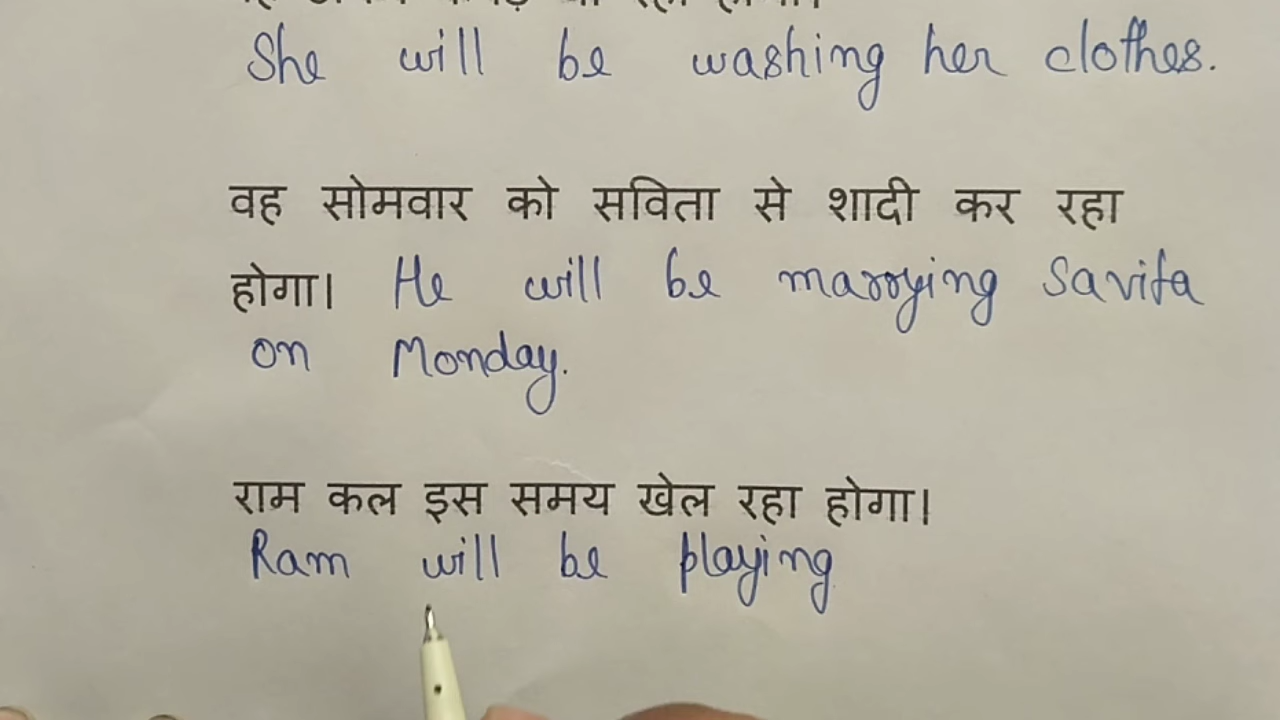 She will be washing her clothes.
वह सोमवार को सविता से शादी कर रहा
होगा। He will be marrying Savita
on Monday.
राम कल इस समय खेल रहा होगा।
Ram will be playing